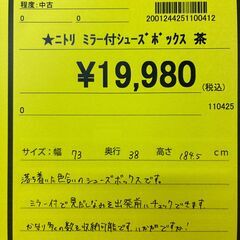 程度:中古
2001244251100412
0 0
★ニトリ ミラー付シューズボックス 茶
¥19,980
(税込)
0
110425
サイズ:幅 73 奥行 38 高さ 184.5 cm
落ち着いた色合いのシューズボックスです。
ミラー付で身だしなみを出発前にチェックできます。
かなり多くの数を収納可能です。いかがですか!